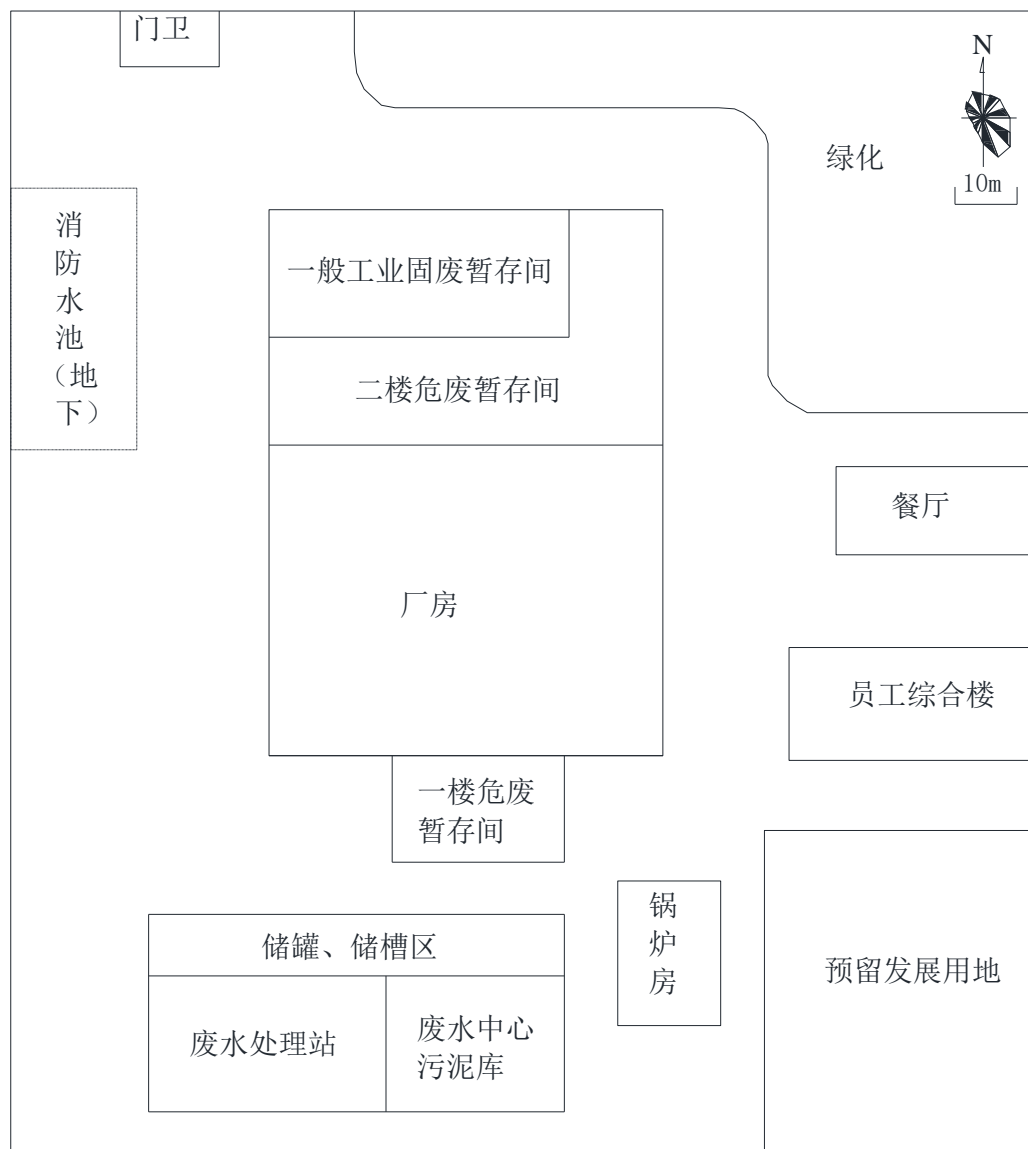 门卫
N
绿化
10m
消
防
水
池
（地
下）
一般工业固废暂存间
二楼危废暂存间
餐厅
厂房
员工综合楼
一楼危废
暂存间
锅
炉
房
储罐、储槽区
预留发展用地
废水处理站
废水中心
污泥库